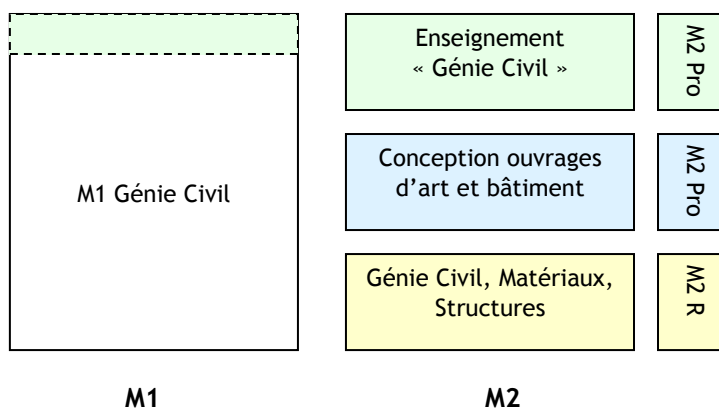 M1 Génie Civil
Enseignement
« Génie Civil »
M2 Pro
Conception ouvrages
d’art et bâtiment
M2 Pro
Génie Civil, Matériaux,
Structures
M2 R
M1
M2